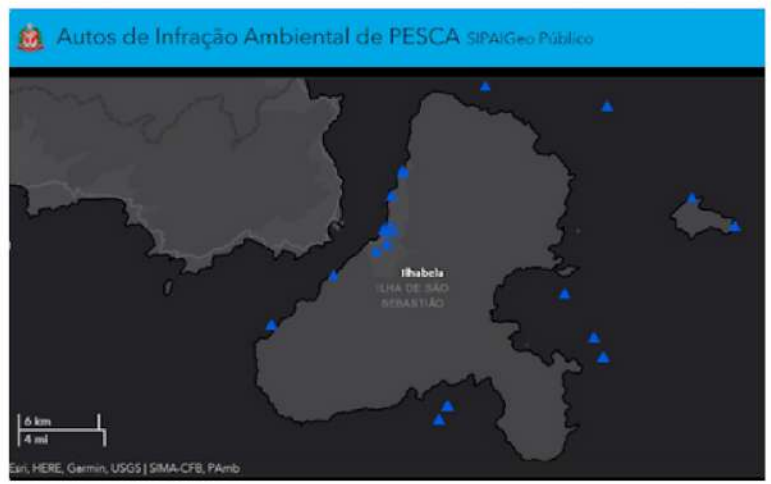 Autos de Infração Ambiental de PESCA SIPAIGeo Público
Ilhabela
ILHA DE SÃO
SEBASTIÃO
6 km
4 mi
Esri, HERE, Garmin, USGS | SIMA-CFB, PAmb